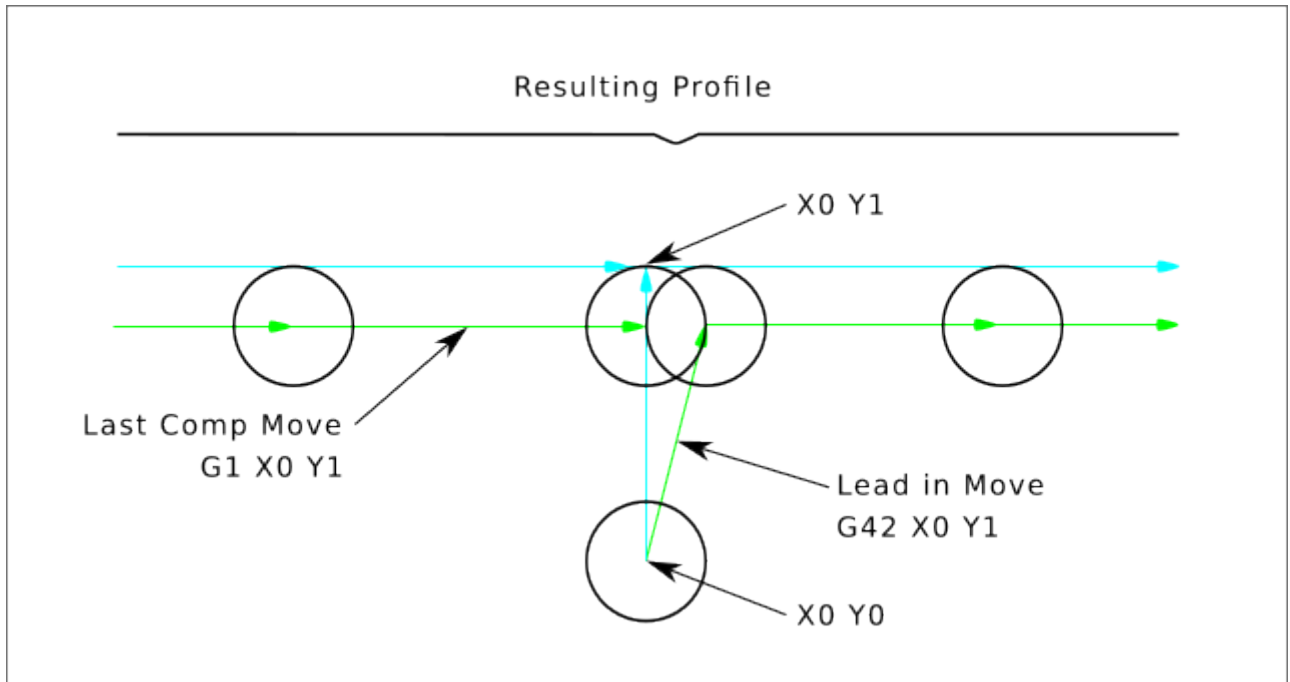 Resulting Profile
X0 Y1
Last Comp Move
G1 X0 Y1
Lead in Move
G42 X0 Y1
X0 Y0